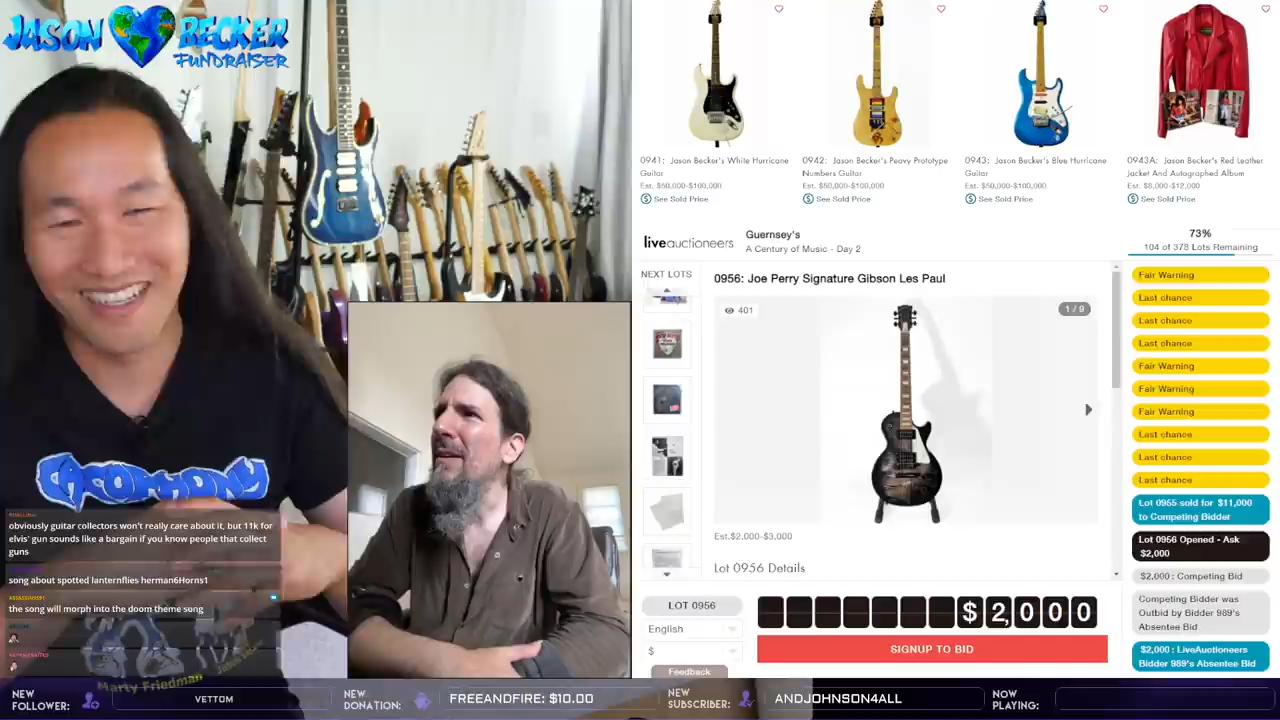 JASON BECKER
FUNDRAISER
0941: Jason Becker's White Hurricane
Guitar
Est. $50,000-$100,000
See Sold Price
0942: Jason Becker's Peavy Prototype
Numbers Guitar
Est. $50,000-$100,000
See Sold Price
0943: Jason Becker's Blue Hurricane
Guitar
Est. $50,000-$100,000
See Sold Price
0943A: Jason Becker's Red Leather
Jacket And Autographed Album
Est. $8,000-$12,000
See Sold Price
liveauctioneers
Guernsey's
A Century of Music - Day 2
73%
104 of 378 Lots Remaining
NEXT LOTS
0956: Joe Perry Signature Gibson Les Paul
401
1 / 9
Est.$2,000-$3,000
Lot 0956 Details
Fair Warning
Last chance
Last chance
Last chance
Fair Warning
Fair Warning
Fair Warning
Last chance
Last chance
Last chance
Lot 0955 sold for $11,000
to Competing Bidder
Lot 0956 Opened - Ask
$2,000
$2,000 : Competing Bid
Competing Bidder was
Outbid by Bidder 989's
Absentee Bid
$2,000 : LiveAuctioneers
Bidder 989's Absentee Bid
LOT 0956
English
$
Feedback
$2,000
SIGNUP TO BID
CACOPHONY
obviously guitar collectors won't really care about it, but 11k for
elvis' gun sounds like a bargain if you know people that collect
guns
song about spotted lanternflies herman6Horns1
the song will morph into the doom theme song
Marty Friedman
NEW
FOLLOWER:
VETTOM
NEW
DONATION:
FREEANDFIRE: $10.00
NEW
SUBSCRIBER:
ANDJOHNSON4ALL
NOW
PLAYING: